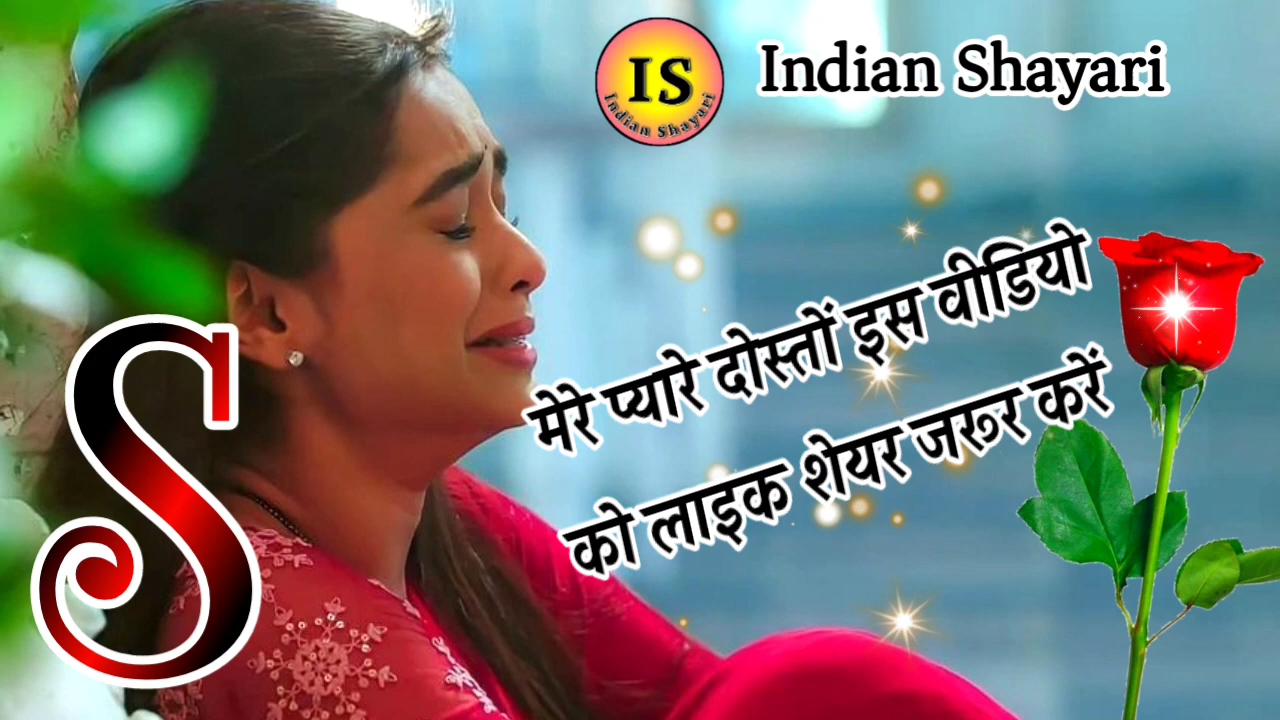 IS
Indian Shayari
Indian Shayari
मेरे प्यारे दोस्तों इस वीडियो
को लाइक शेयर जरूर करें
S